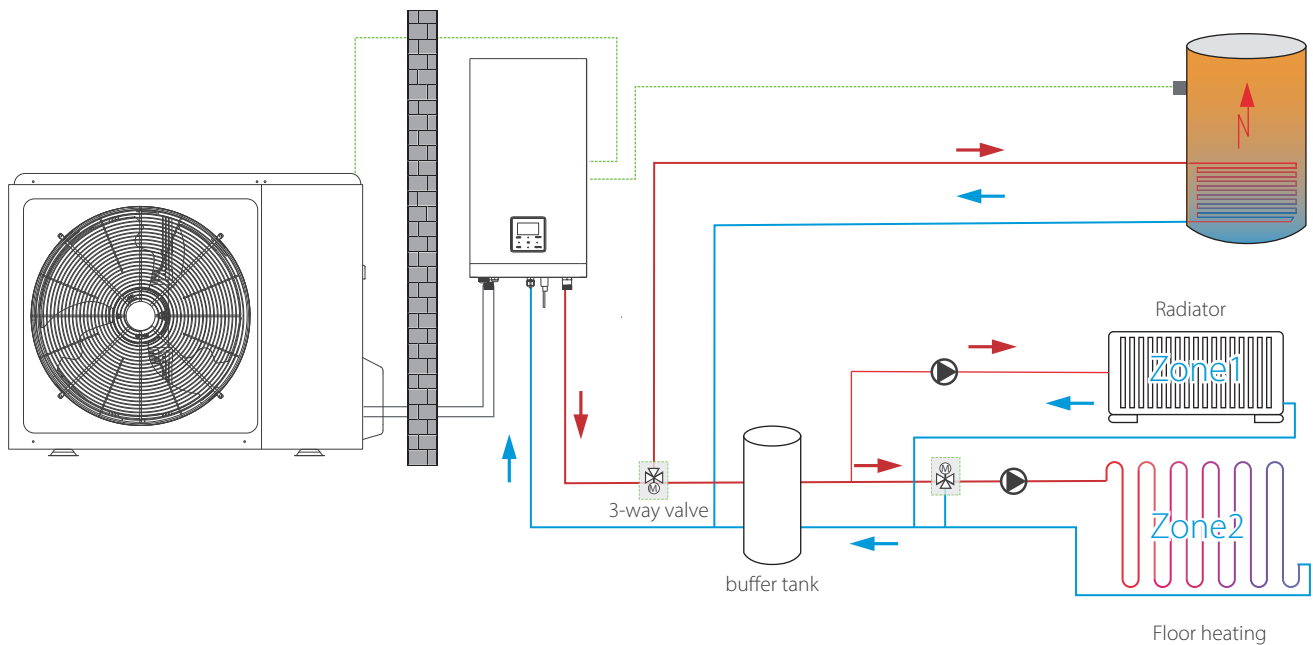 Radiator
Zone1
M
M
3-way valve
Zone2
buffer tank
Floor heating